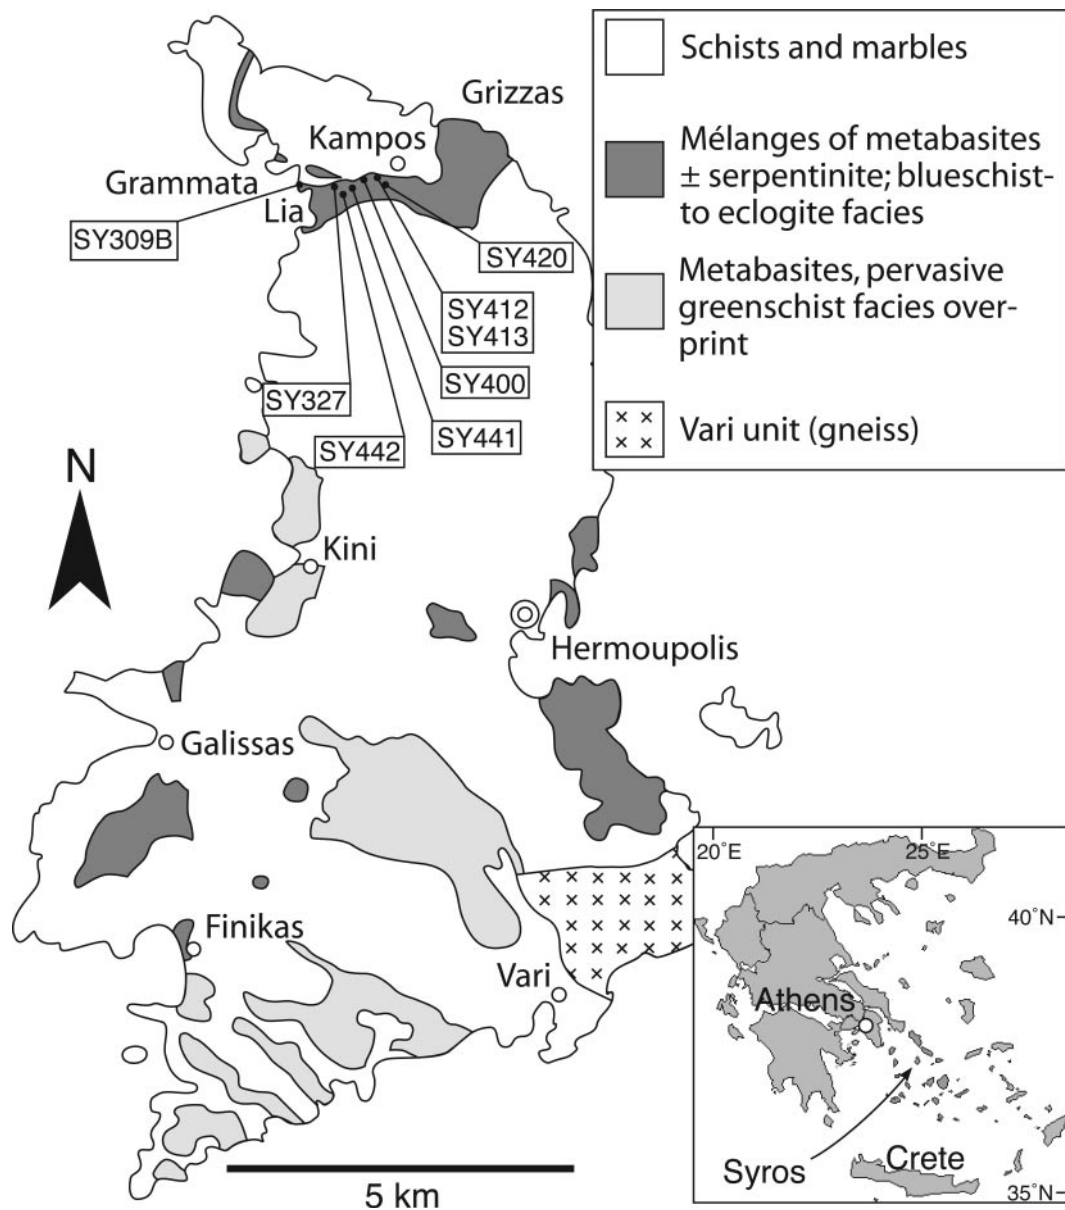 Schists and marbles
Mélanges of metabasites
± serpentinite; blueschist-
to eclogite facies
Metabasites, pervasive
greenschist facies over-
print
Vari unit (gneiss)
Grizzas
Kampos
Grammata
Lia
SY309B
SY420
SY412
SY413
SY400
SY327
SY441
SY442
N
Kini
Hermoupolis
Galissas
Finikas
Vari
5 km
20°E
25°E
40°N
Athens
Syros
Crete
35°N